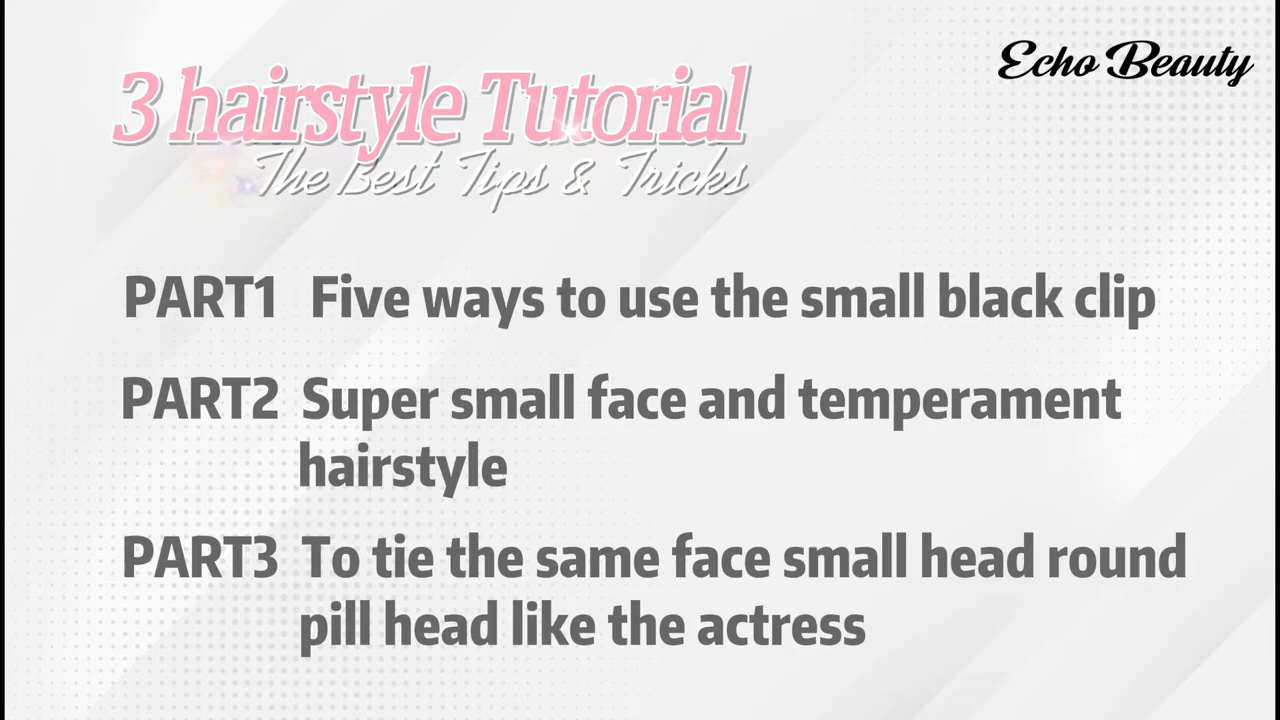 Echo Beauty
3 hairstyle Tutorial
The Best Tips & Tricks
PART1 Five ways to use the small black clip
PART2 Super small face and temperament
hairstyle
PART3 To tie the same face small head round
pill head like the actress